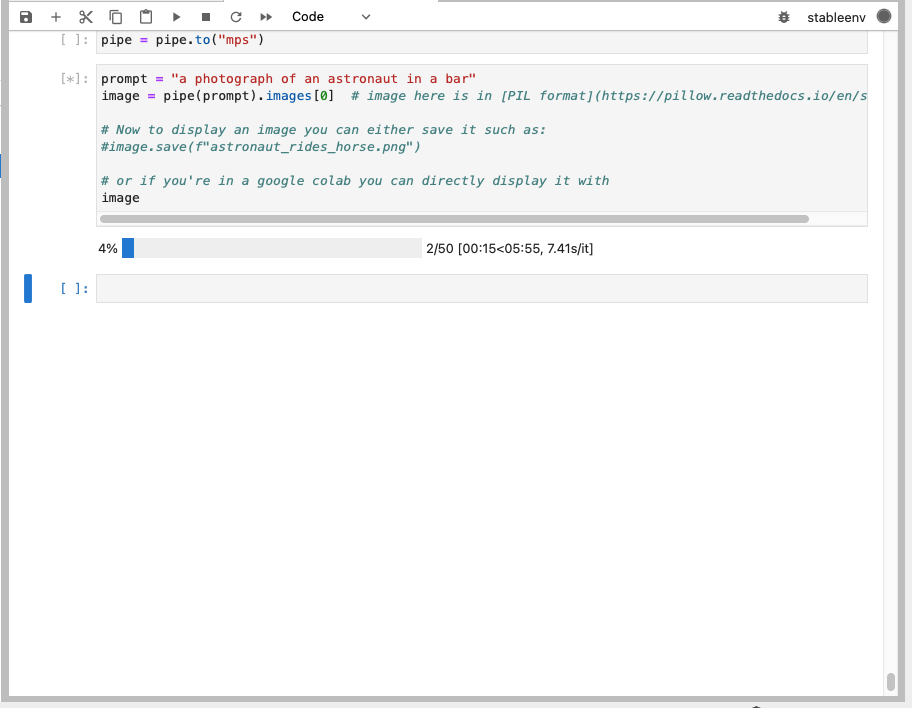 Code
stableenv
[ ]: pipe = pipe.to("mps")
[*]: prompt = "a photograph of an astronaut in a bar"
image = pipe(prompt).images[0]  # image here is in [PIL format](https://pillow.readthedocs.io/en/s
# Now to display an image you can either save it such as:
#image.save(f"astronaut_rides_horse.png")
# or if you're in a google colab you can directly display it with
image
4% 2/50 [00:15<05:55, 7.41s/it]
[ ]: